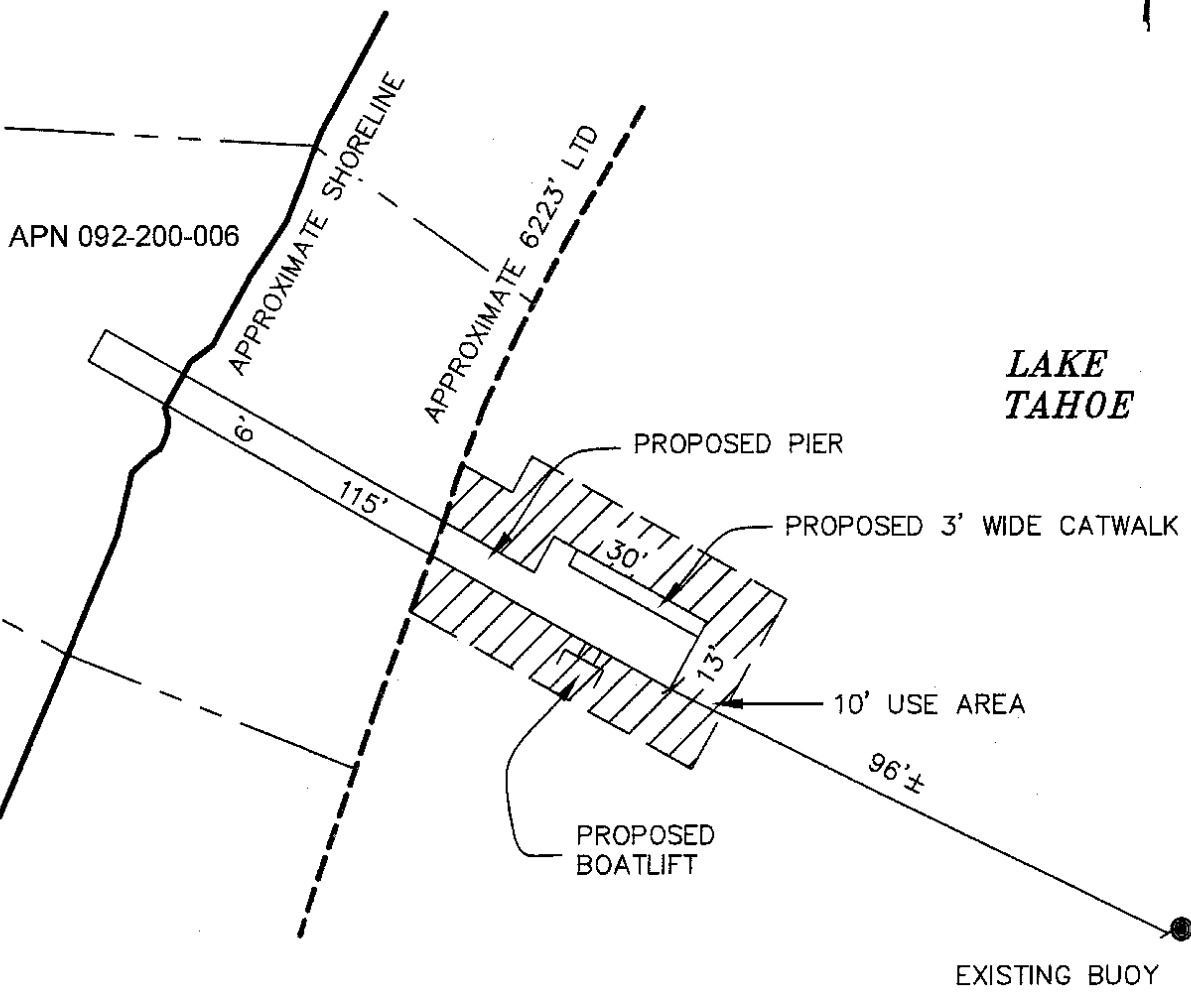 APPROXIMATE SHORELINE
APPROXIMATE 6223' LTD
APN 092-200-006
LAKE
TAHOE
6'
115'
PROPOSED PIER
PROPOSED 3' WIDE CATWALK
30'
13'
10' USE AREA
96'±
PROPOSED
BOATLIFT
EXISTING BUOY